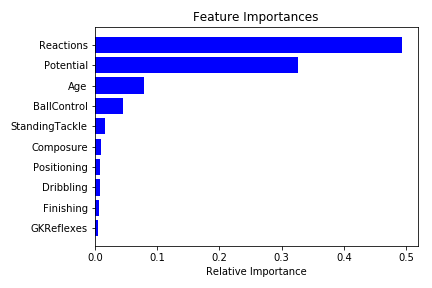 Feature Importances
Reactions
Potential
Age
BallControl
StandingTackle
Composure
Positioning
Dribbling
Finishing
GKReflexes
0.0 0.1 0.2 0.3 0.4 0.5
Relative Importance